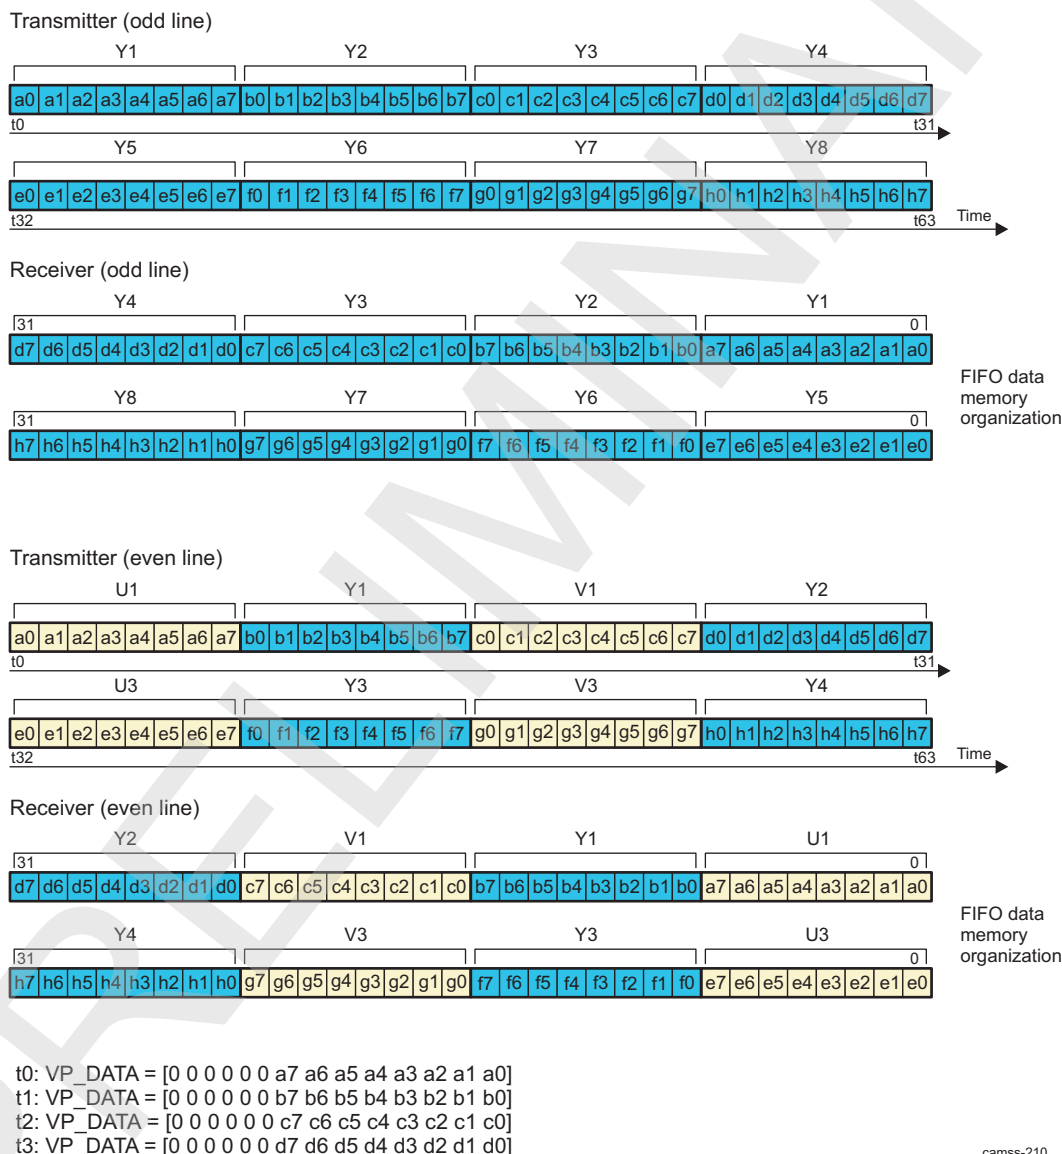 Transmitter (odd line)
Y1 Y2 Y3 Y4
a0 a1 a2 a3 a4 a5 a6 a7 b0 b1 b2 b3 b4 b5 b6 b7 c0 c1 c2 c3 c4 c5 c6 c7 d0 d1 d2 d3 d4 d5 d6 d7
t0 t31
Y5 Y6 Y7 Y8
e0 e1 e2 e3 e4 e5 e6 e7 f0 f1 f2 f3 f4 f5 f6 f7 g0 g1 g2 g3 g4 g5 g6 g7 h0 h1 h2 h3 h4 h5 h6 h7
t32 t63 Time
Receiver (odd line)
Y4 Y3 Y2 Y1
31 0
d7 d6 d5 d4 d3 d2 d1 d0 c7 c6 c5 c4 c3 c2 c1 c0 b7 b6 b5 b4 b3 b2 b1 b0 a7 a6 a5 a4 a3 a2 a1 a0
FIFO data
memory
organization
Y8 Y7 Y6 Y5
31 0
h7 h6 h5 h4 h3 h2 h1 h0 g7 g6 g5 g4 g3 g2 g1 g0 f7 f6 f5 f4 f3 f2 f1 f0 e7 e6 e5 e4 e3 e2 e1 e0
Transmitter (even line)
U1 Y1 V1 Y2
a0 a1 a2 a3 a4 a5 a6 a7 b0 b1 b2 b3 b4 b5 b6 b7 c0 c1 c2 c3 c4 c5 c6 c7 d0 d1 d2 d3 d4 d5 d6 d7
t0 t31
U3 Y3 V3 Y4
e0 e1 e2 e3 e4 e5 e6 e7 f0 f1 f2 f3 f4 f5 f6 f7 g0 g1 g2 g3 g4 g5 g6 g7 h0 h1 h2 h3 h4 h5 h6 h7
t32 t63 Time
Receiver (even line)
Y2 V1 Y1 U1
31 0
d7 d6 d5 d4 d3 d2 d1 d0 c7 c6 c5 c4 c3 c2 c1 c0 b7 b6 b5 b4 b3 b2 b1 b0 a7 a6 a5 a4 a3 a2 a1 a0
FIFO data
memory
organization
Y4 V3 Y3 U3
31 0
h7 h6 h5 h4 h3 h2 h1 h0 g7 g6 g5 g4 g3 g2 g1 g0 f7 f6 f5 f4 f3 f2 f1 f0 e7 e6 e5 e4 e3 e2 e1 e0
t0: VP_DATA = [0 0 0 0 0 0 a7 a6 a5 a4 a3 a2 a1 a0]
t1: VP_DATA = [0 0 0 0 0 0 b7 b6 b5 b4 b3 b2 b1 b0]
t2: VP_DATA = [0 0 0 0 0 0 c7 c6 c5 c4 c3 c2 c1 c0]
t3: VP_DATA = [0 0 0 0 0 0 d7 d6 d5 d4 d3 d2 d1 d0]
camss-210
PRELIMINA